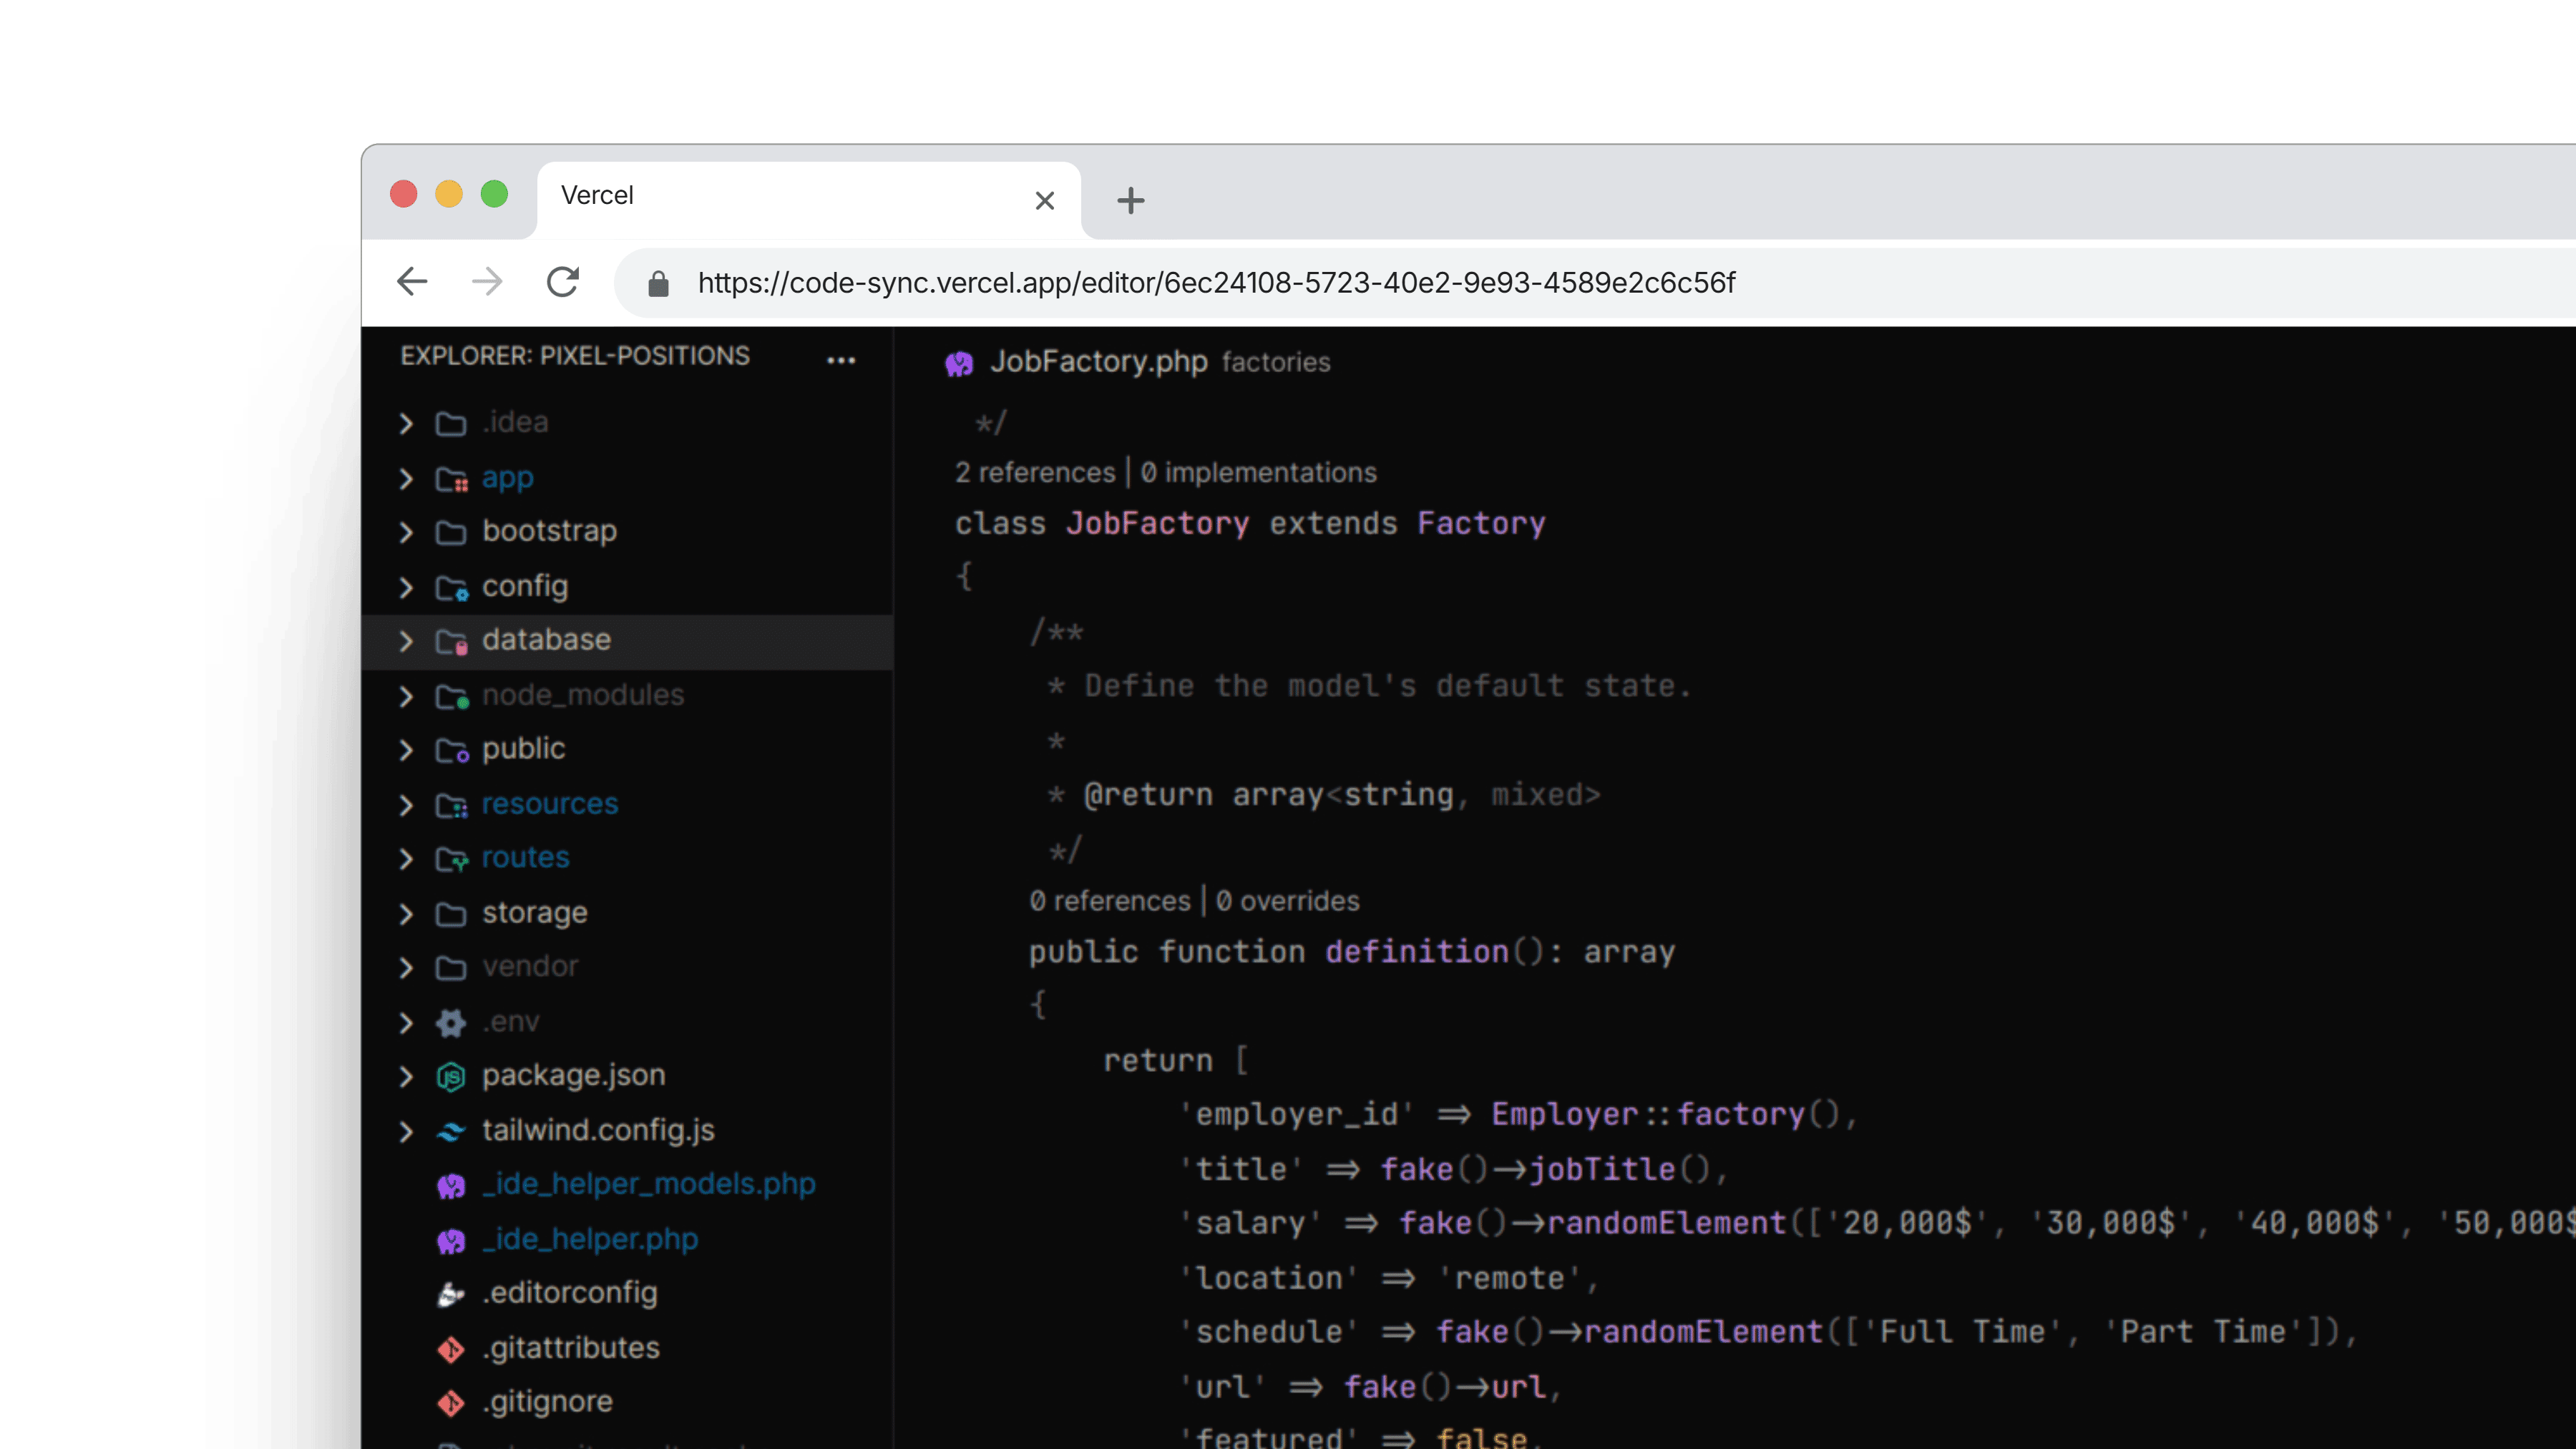 Vercel
https://code-sync.vercel.app/editor/6ec24108-5723-40e2-9e93-4589e2c6c56f
EXPLORER: PIXEL-POSITIONS
.idea
app
bootstrap
config
database
node_modules
public
resources
routes
storage
vendor
.env
package.json
tailwind.config.js
_ide_helper_models.php
_ide_helper.php
.editorconfig
.gitattributes
.gitignore
JobFactory.php factories
*/
2 references | 0 implementations
class JobFactory extends Factory
{
/**
* Define the model's default state.
*
* @return array<string, mixed>
*/
0 references | 0 overrides
public function definition(): array
{
return [
'employer_id' => Employer::factory(),
'title' => fake()->jobTitle(),
'salary' => fake()->randomElement(['20,000$', '30,000$', '40,000$', '50,000$
'location' => 'remote',
'schedule' => fake()->randomElement(['Full Time', 'Part Time']),
'url' => fake()->url,
'featured' => false,